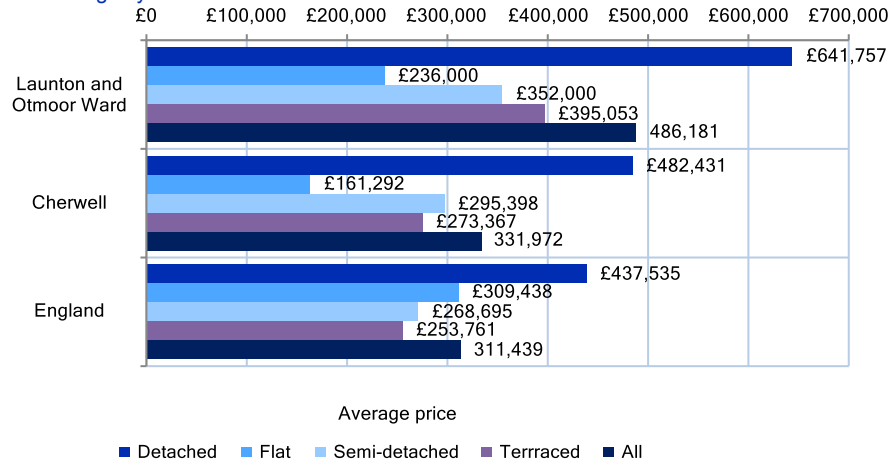 £0 £100,000 £200,000 £300,000 £400,000 £500,000 £600,000 £700,000
£641,757
£236,000
Launton and
Otmoor Ward
£352,000
£395,053
486,181
£482,431
£161,292
Cherwell
£295,398
£273,367
331,972
£437,535
£309,438
England
£268,695
£253,761
311,439
Average price
Detached Flat Semi-detached Terrraced All